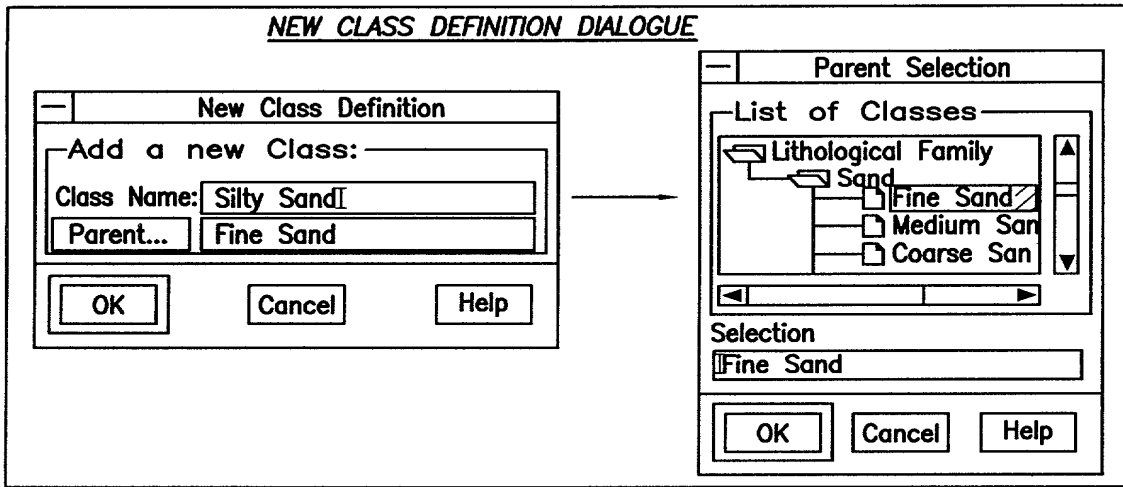 NEW CLASS DEFINITION DIALOGUE
New Class Definition
Add a new Class:
Class Name: Silty Sand
Parent... Fine Sand
OK Cancel Help
Parent Selection
List of Classes
Lithological Family
Sand
Fine Sand
Medium San
Coarse San
Selection
Fine Sand
OK Cancel Help